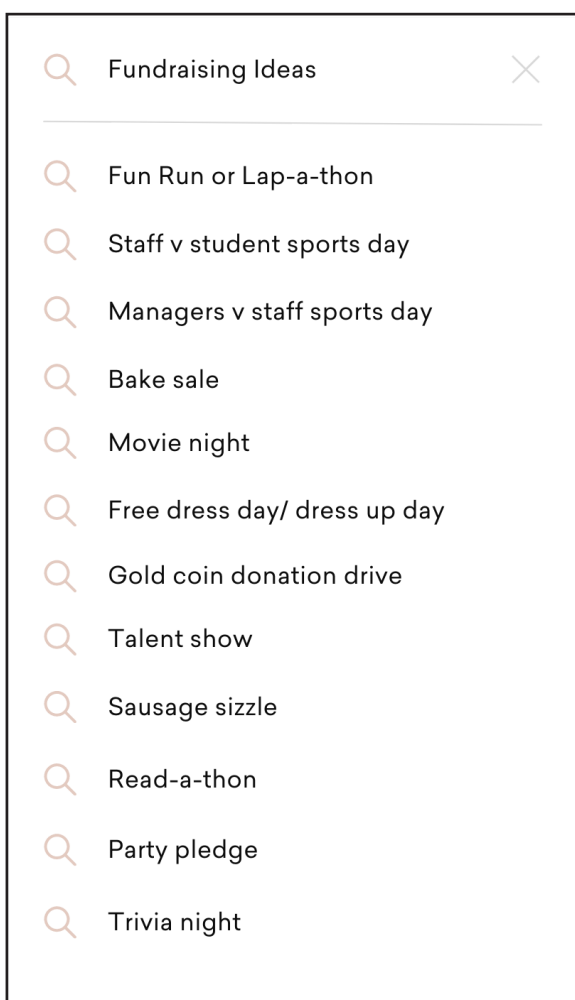 Fundraising Ideas
Fun Run or Lap-a-thon
Staff v student sports day
Managers v staff sports day
Bake sale
Movie night
Free dress day/ dress up day
Gold coin donation drive
Talent show
Sausage sizzle
Read-a-thon
Party pledge
Trivia night